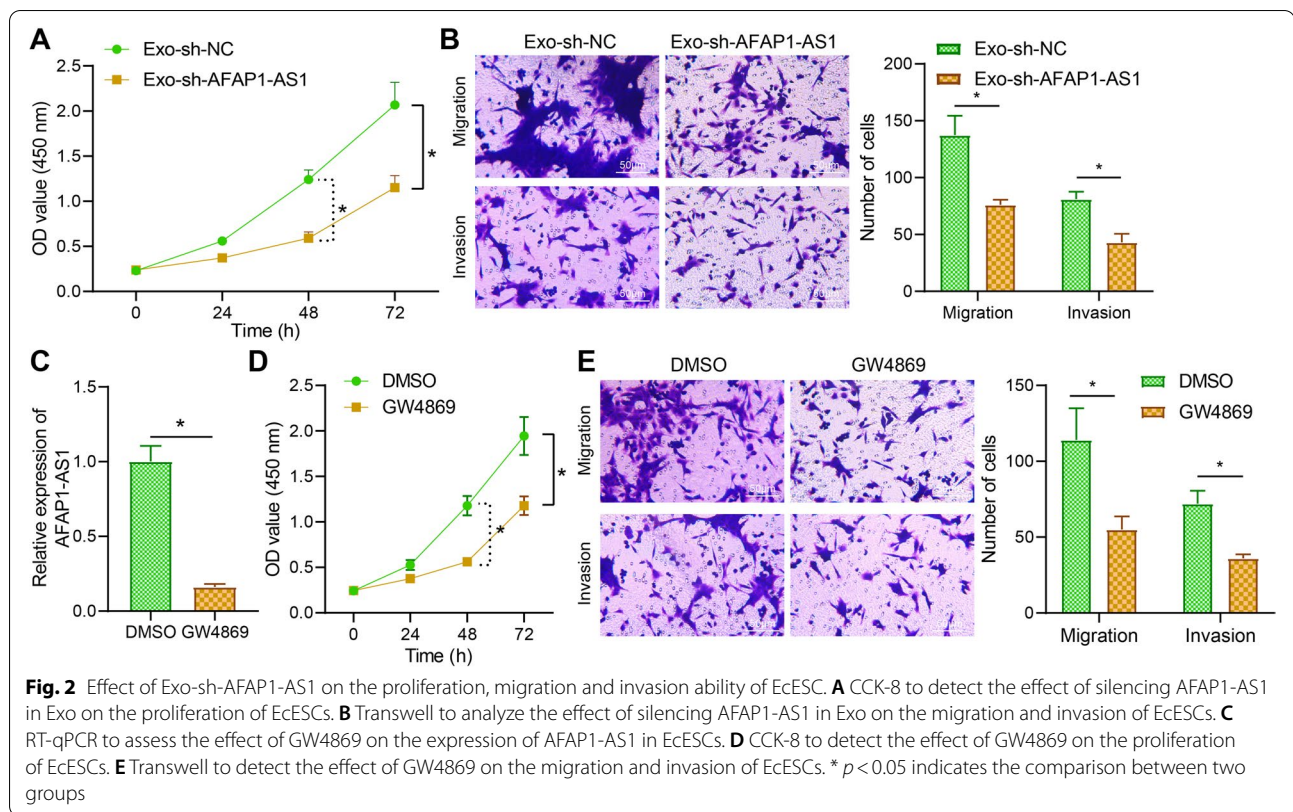 A
Exo-sh-NC
Exo-sh-AFAP1-AS1
OD value (450 nm)
2.5
2.0
1.5
1.0
0.5
0.0
*
*
0 24 48 72
Time (h)
B
Exo-sh-NC Exo-sh-AFAP1-AS1
Migration
50μm
50μm
Invasion
50μm
50μm
Exo-sh-NC
Exo-sh-AFAP1-AS1
Number of cells
200
150
100
50
0
*
*
Migration Invasion
C
Relative expression of
AFAP1-AS1
1.5
1.0
0.5
0.0
*
DMSO GW4869
D
DMSO
GW4869
OD value (450 nm)
2.5
2.0
1.5
1.0
0.5
0.0
*
*
0 24 48 72
Time (h)
E
DMSO GW4869
Migration
Invasion
DMSO
GW4869
Number of cells
150
100
50
0
*
*
Migration Invasion
Fig. 2 Effect of Exo-sh-AFAP1-AS1 on the proliferation, migration and invasion ability of EcESC. A CCK-8 to detect the effect of silencing AFAP1-AS1
in Exo on the proliferation of EcESCs. B Transwell to analyze the effect of silencing AFAP1-AS1 in Exo on the migration and invasion of EcESCs. C
RT-qPCR to assess the effect of GW4869 on the expression of AFAP1-AS1 in EcESCs. D CCK-8 to detect the effect of GW4869 on the proliferation
of EcESCs. E Transwell to detect the effect of GW4869 on the migration and invasion of EcESCs. * p < 0.05 indicates the comparison between two
groups